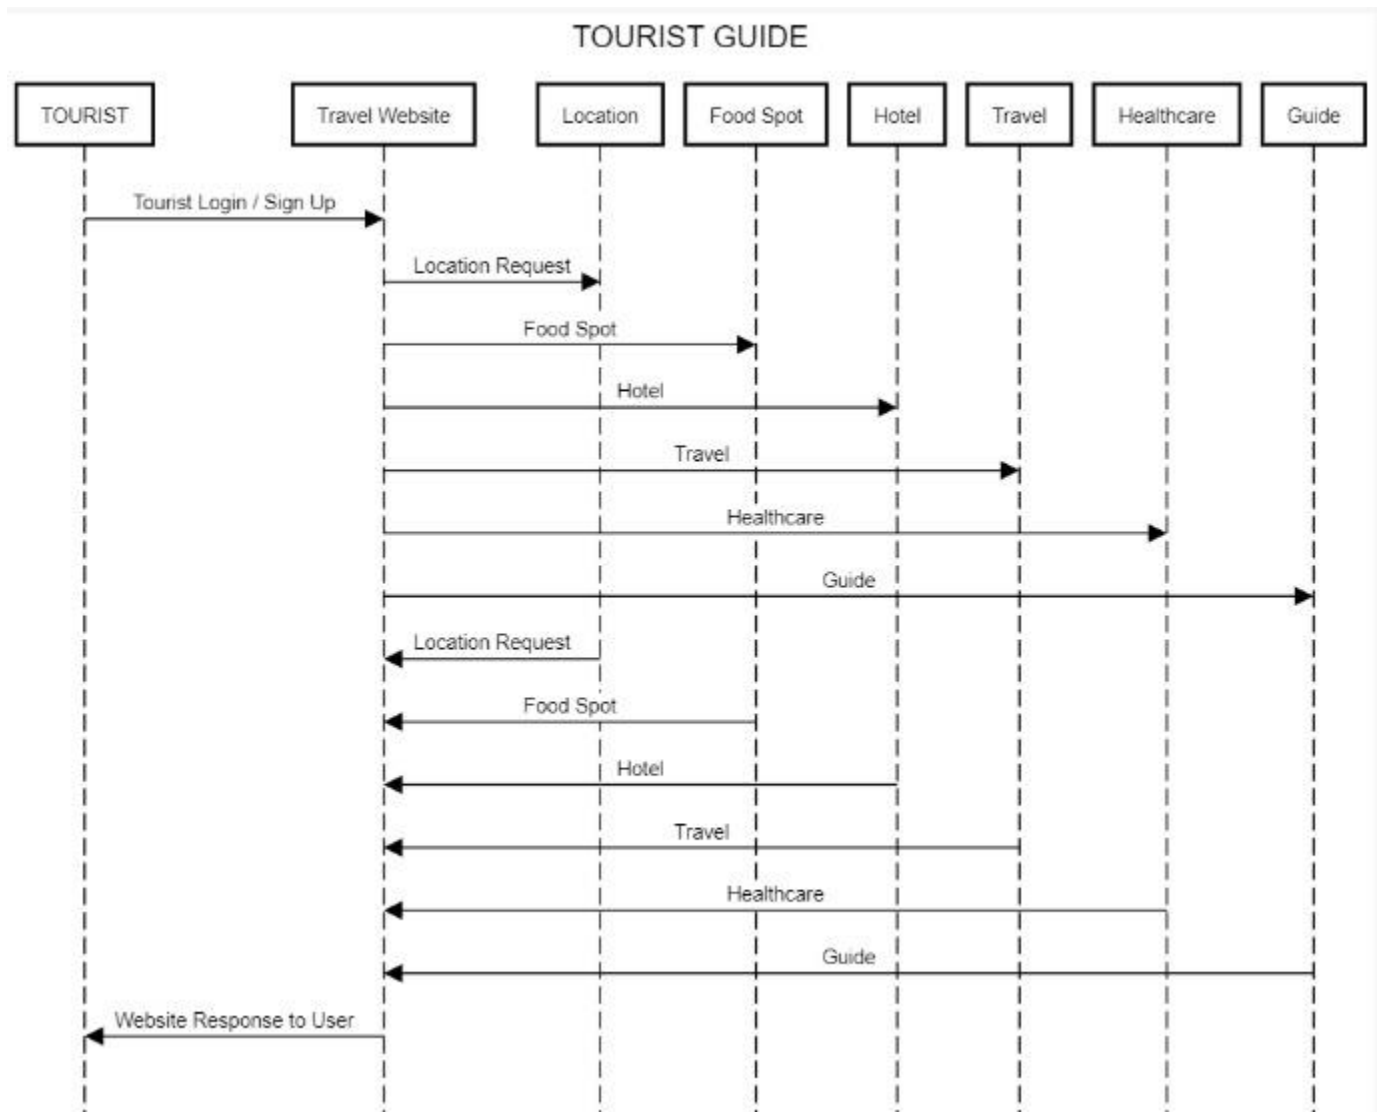 TOURIST GUIDE
TOURIST
Travel Website
Location
Food Spot
Hotel
Travel
Healthcare
Guide
Tourist Login / Sign Up
Location Request
Food Spot
Hotel
Travel
Healthcare
Guide
Location Request
Food Spot
Hotel
Travel
Healthcare
Guide
Website Response to User